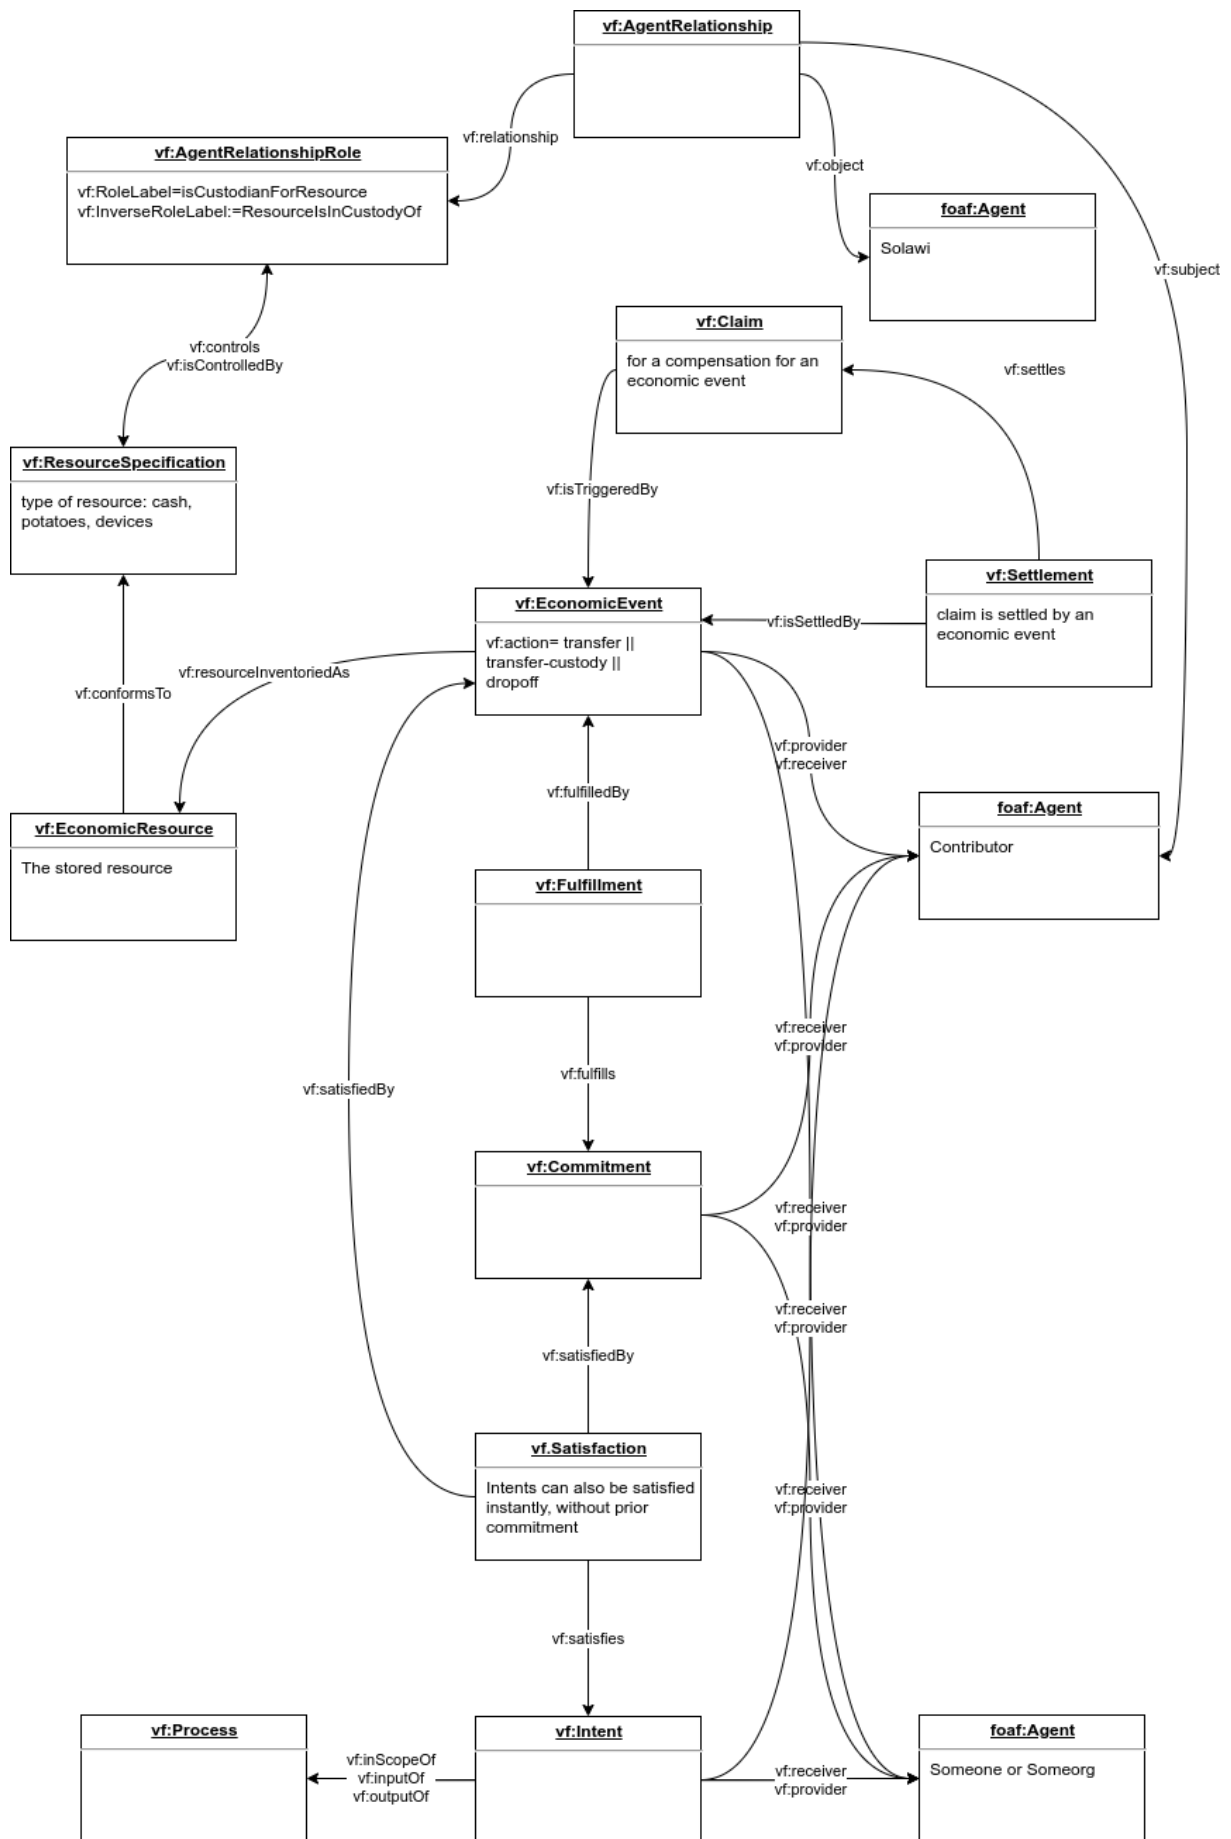 vf:AgentRelationship
vf:relationship
vf:object
vf:subject
vf:AgentRelationshipRole
vf:RoleLabel=isCustodianForResource
vf:InverseRoleLabel:=ResourceIsInCustodyOf
foaf:Agent
Solawi
vf:controls
vf:isControlledBy
vf:Claim
for a compensation for an
economic event
vf:settles
vf:ResourceSpecification
type of resource: cash,
potatoes, devices
vf:isTriggeredBy
vf:Settlement
claim is settled by an
economic event
vf:EconomicEvent
vf:action= transfer ||
transfer-custody ||
dropoff
vf:isSettledBy
vf:resourceInventoriedAs
vf:conformsTo
vf:provider
vf:receiver
vf:fulfilledBy
foaf:Agent
Contributor
vf:EconomicResource
The stored resource
vf:Fulfillment
vf:receiver
vf:provider
vf:fulfills
vf:satisfiedBy
vf:Commitment
vf:receiver
vf:provider
vf:receiver
vf:provider
vf:satisfiedBy
vf.Satisfaction
Intents can also be satisfied
instantly, without prior
commitment
vf:receiver
vf:provider
vf:satisfies
vf:Process
vf:inScopeOf
vf:inputOf
vf:outputOf
vf:Intent
vf:receiver
vf:provider
foaf:Agent
Someone or Someorg